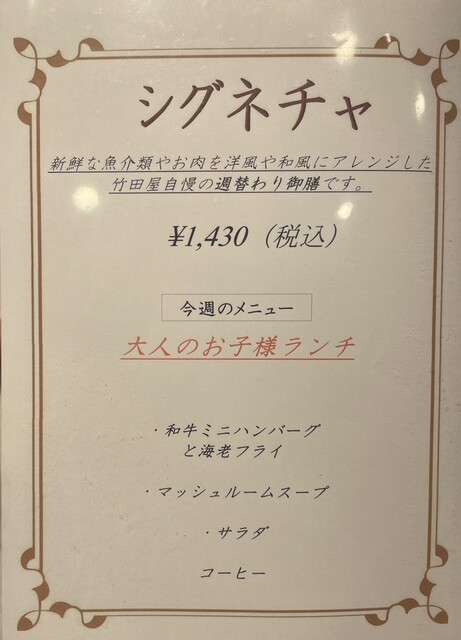 シグネチャ
新鮮な魚介類やお肉を洋風や和風にアレンジした
竹田屋自慢の週替わり御膳です。
¥1,430（税込）
今週のメニュー
大人のお子様ランチ
・和牛ミニハンバーグ
と海老フライ
・マッシュルームスープ
・サラダ
コーヒー